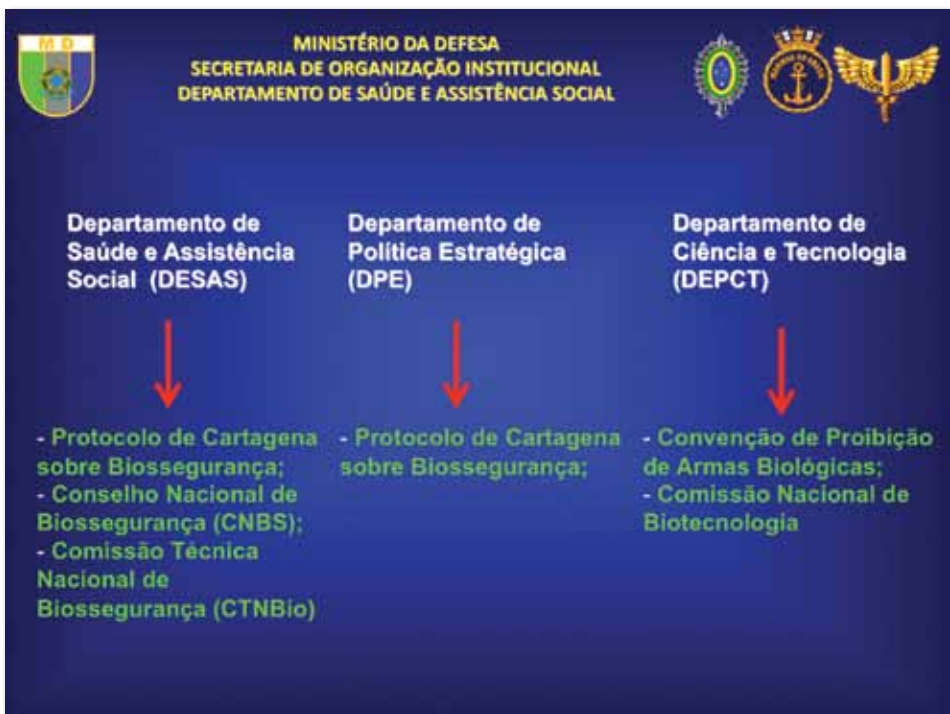 M D
MINISTÉRIO DA DEFESA
SECRETARIA DE ORGANIZAÇÃO INSTITUCIONAL
DEPARTAMENTO DE SAÚDE E ASSISTÊNCIA SOCIAL
Departamento de
Saúde e Assistência
Social (DESAS)
Departamento de
Política Estratégica
(DPE)
Departamento de
Ciência e Tecnologia
(DEPCT)
- Protocolo de Cartagena
sobre Biossegurança;
- Conselho Nacional de
Biossegurança (CNBS);
- Comissão Técnica
Nacional de
Biossegurança (CTNBio)
- Protocolo de Cartagena
sobre Biossegurança;
- Convenção de Proibição
de Armas Biológicas;
- Comissão Nacional de
Biotecnologia